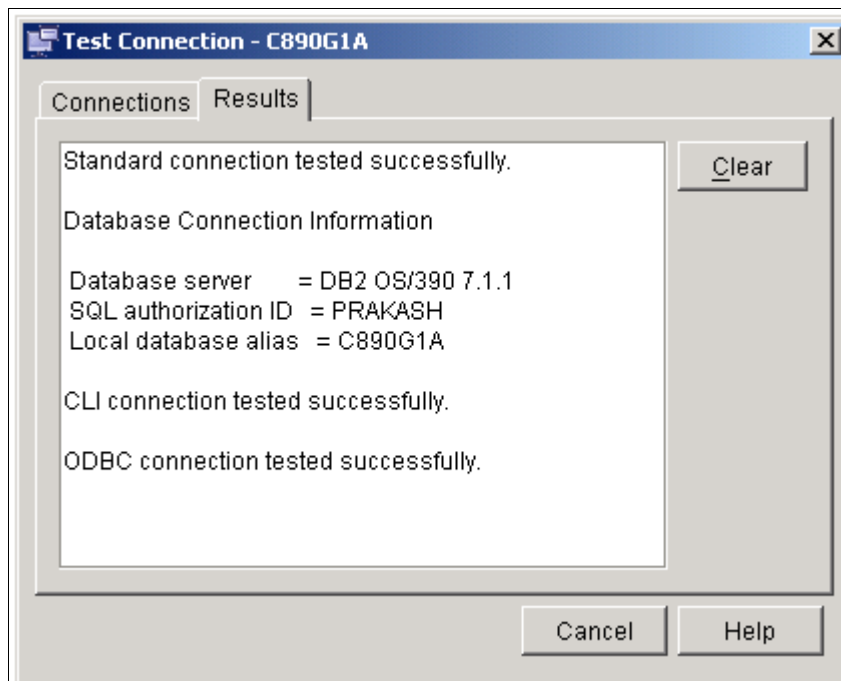 Test Connection - C890G1A
Connections Results
Standard connection tested successfully.
Clear
Database Connection Information
Database server = DB2 OS/390 7.1.1
SQL authorization ID = PRAKASH
Local database alias = C890G1A
CLI connection tested successfully.
ODBC connection tested successfully.
Cancel Help